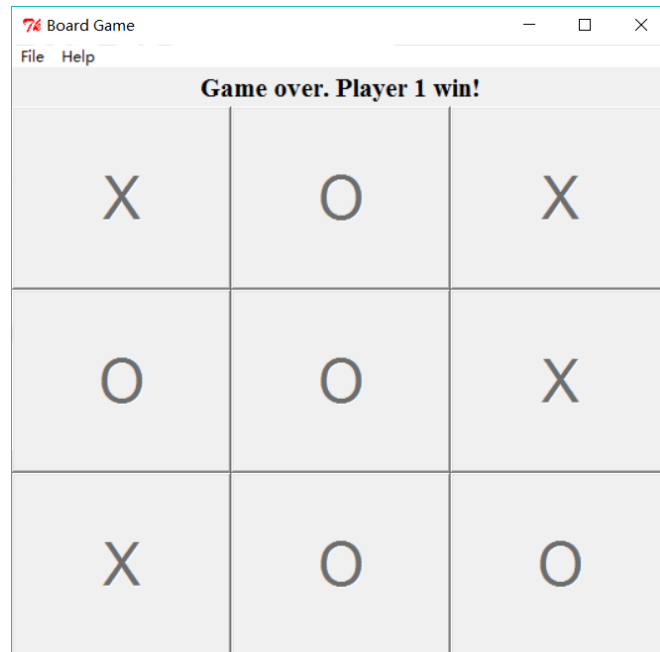 Board Game
File Help
Game over. Player 1 win!
X O X
O O X
X O O